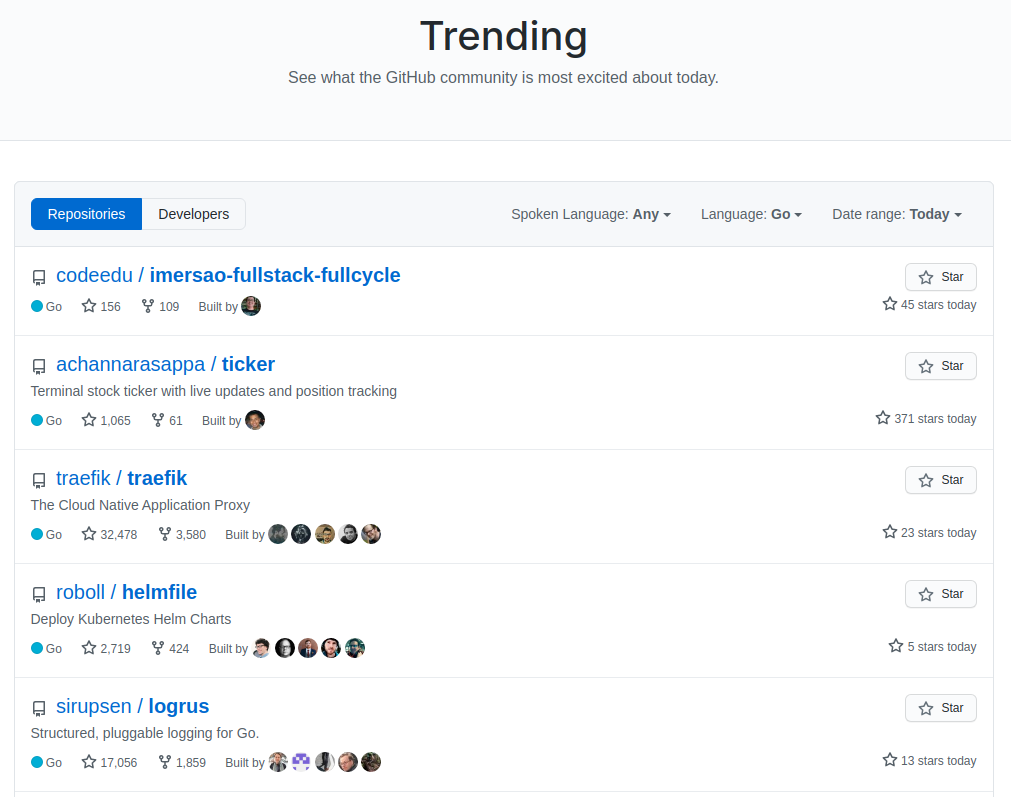 Trending
See what the GitHub community is most excited about today.
Repositories Developers Spoken Language: Any Language: Go Date range: Today
codeedu / imersao-fullstack-fullcycle Star
Go 156 109 Built by 45 stars today
achannarasappa / ticker Star
Terminal stock ticker with live updates and position tracking
Go 1,065 61 Built by 371 stars today
traefik / traefik Star
The Cloud Native Application Proxy
Go 32,478 3,580 Built by 23 stars today
roboll / helmfile Star
Deploy Kubernetes Helm Charts
Go 2,719 424 Built by 5 stars today
sirupsen / logrus Star
Structured, pluggable logging for Go.
Go 17,056 1,859 Built by 13 stars today